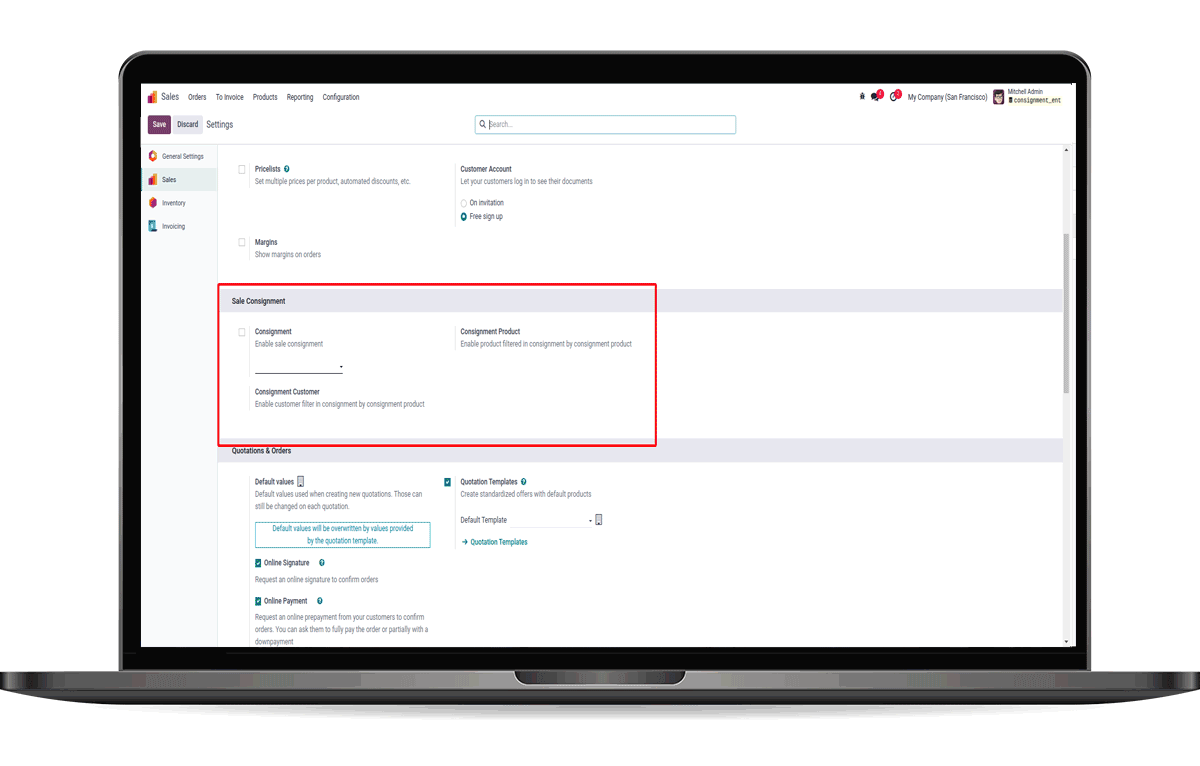 Sales Orders To Invoice Products Reporting Configuration
My Company (San Francisco)
Mitchell Admin
consignment_ent
Save Discard Settings
Search...
General Settings
Sales
Inventory
Invoicing
Pricelists
Set multiple prices per product, automated discounts, etc.
Customer Account
Let your customers log in to see their documents
On invitation
Free sign up
Margins
Show margins on orders
Sale Consignment
Consignment
Enable sale consignment
Consignment Product
Enable product filtered in consignment by consignment product
Consignment Customer
Enable customer filter in consignment by consignment product
Quotations & Orders
Default values
Default values used when creating new quotations. Those can
still be changed on each quotation.
Default values will be overwritten by values provided
by the quotation template.
Quotation Templates
Create standardized offers with default products
Default Template
Quotation Templates
Online Signature
Request an online signature to confirm orders
Online Payment
Request an online prepayment from your customers to confirm
orders. You can ask them to fully pay the order or partially with a
downpayment